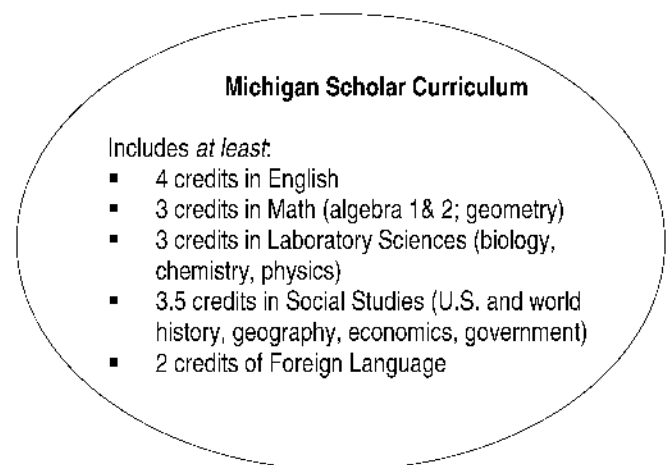 Michigan Scholar Curriculum
Includes at least:
▪ 4 credits in English
▪ 3 credits in Math (algebra 1& 2; geometry)
▪ 3 credits in Laboratory Sciences (biology,
chemistry, physics)
▪ 3.5 credits in Social Studies (U.S. and world
history, geography, economics, government)
▪ 2 credits of Foreign Language